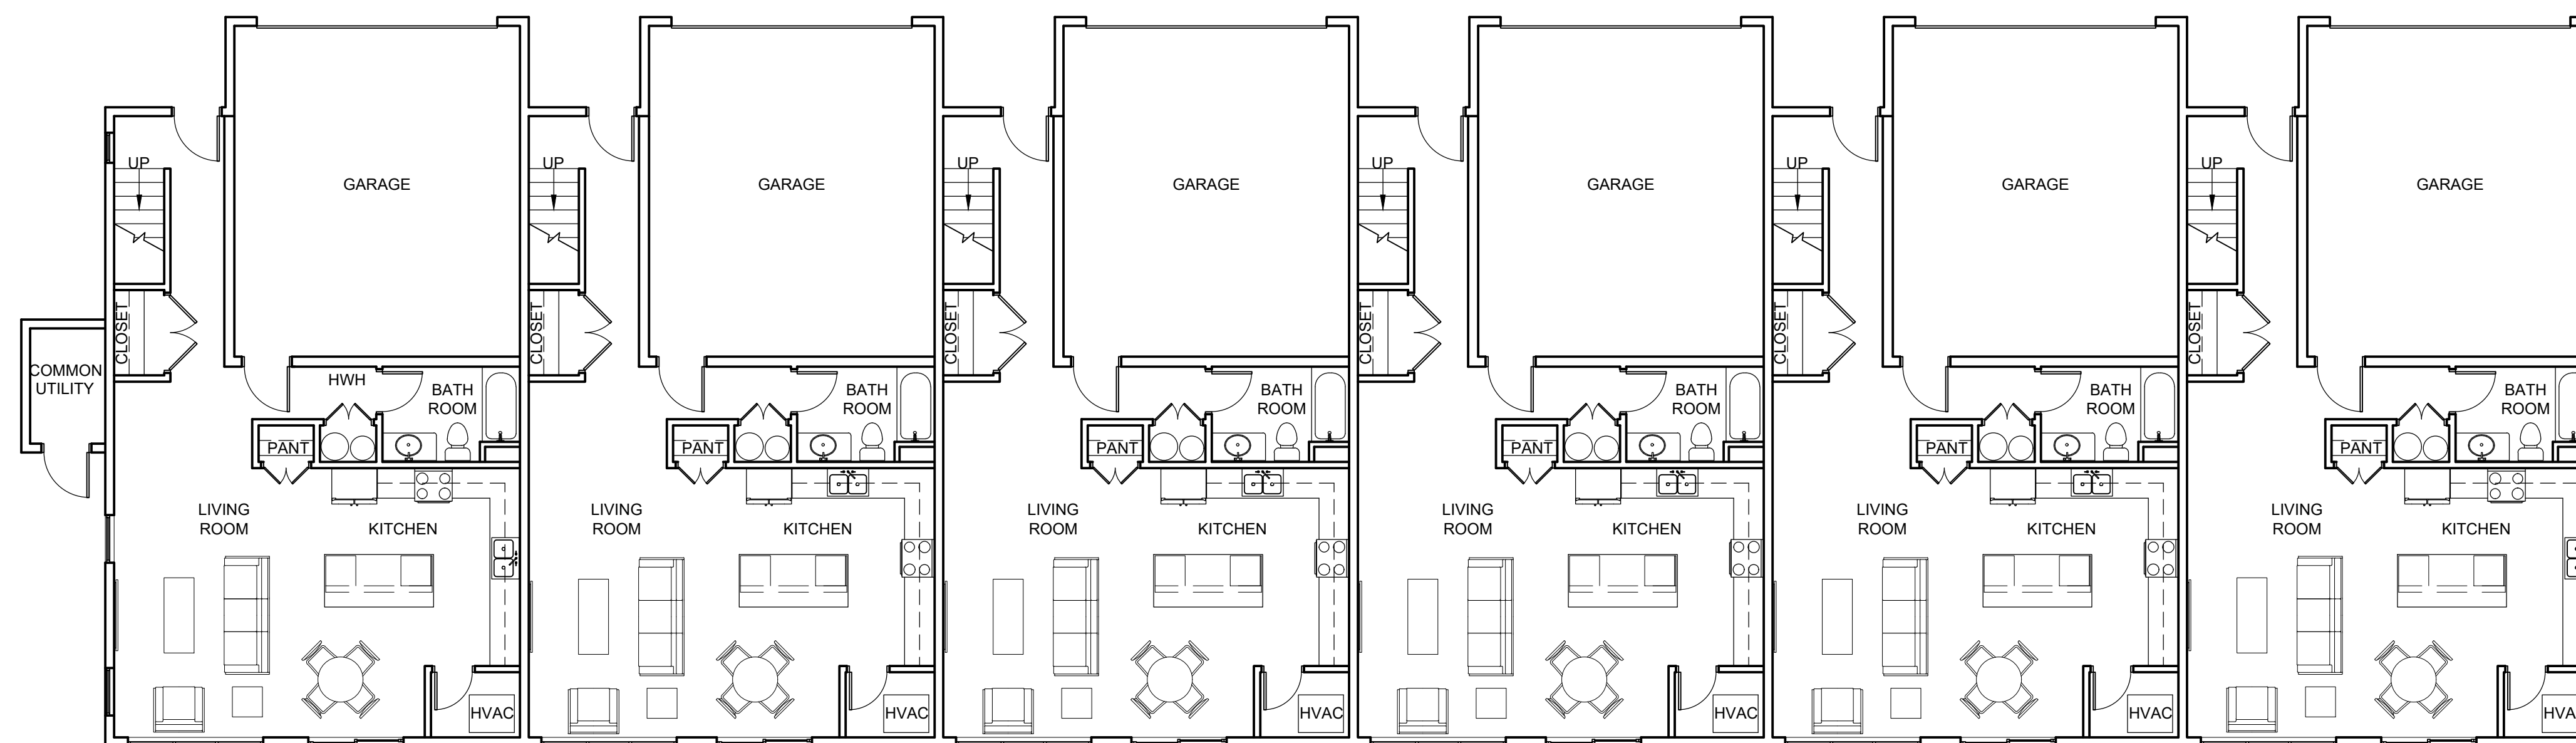 UP
GARAGE
CLOSET
COMMON
UTILITY
HWH
BATH
ROOM
PANT
LIVING
ROOM
KITCHEN
HVAC
UP
GARAGE
CLOSET
BATH
ROOM
PANT
LIVING
ROOM
KITCHEN
HVAC
UP
GARAGE
CLOSET
BATH
ROOM
PANT
LIVING
ROOM
KITCHEN
HVAC
UP
GARAGE
CLOSET
BATH
ROOM
PANT
LIVING
ROOM
KITCHEN
HVAC
UP
GARAGE
CLOSET
BATH
ROOM
PANT
LIVING
ROOM
KITCHEN
HVAC
UP
GARAGE
CLOSET
BATH
ROOM
PANT
LIVING
ROOM
KITCHEN